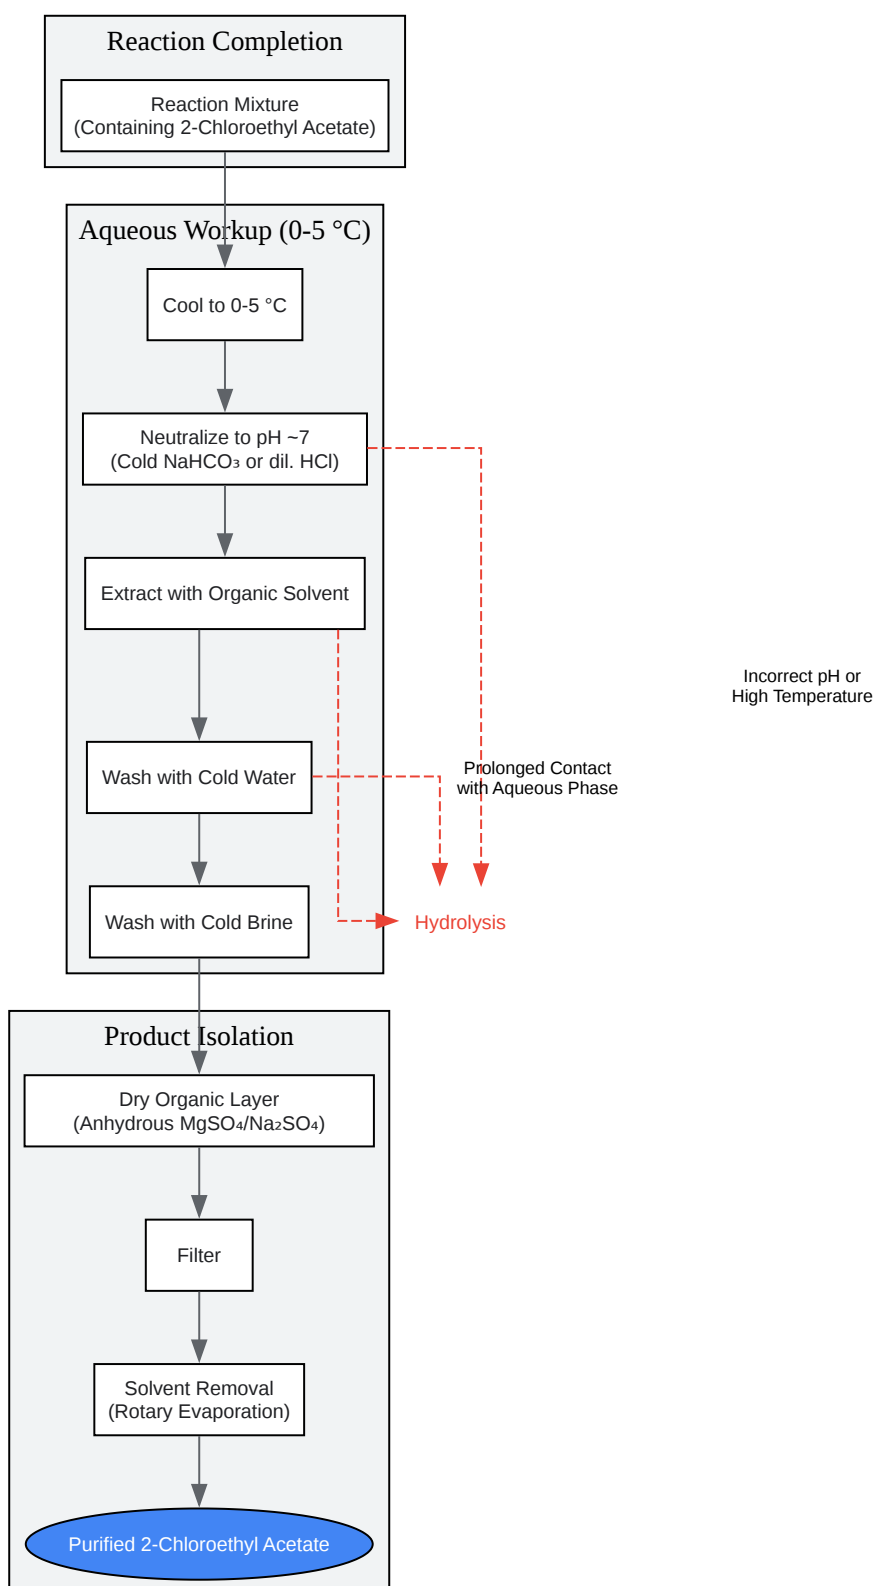 Reaction Completion
Reaction Mixture
(Containing 2-Chloroethyl Acetate)
Aqueous Workup (0-5 °C)
Cool to 0-5 °C
Neutralize to pH ~7
(Cold NaHCO₃ or dil. HCl)
Extract with Organic Solvent
Incorrect pH or
High Temperature
Wash with Cold Water
Prolonged Contact
with Aqueous Phase
Wash with Cold Brine
Hydrolysis
Product Isolation
Dry Organic Layer
(Anhydrous MgSO₄/Na₂SO₄)
Filter
Solvent Removal
(Rotary Evaporation)
Purified 2-Chloroethyl Acetate